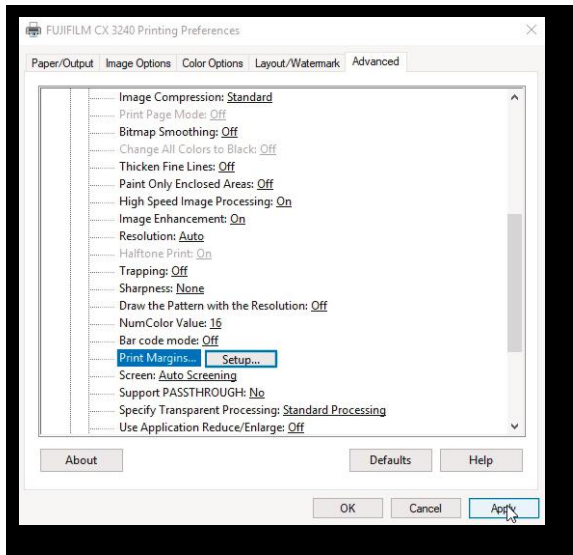 FUJIFILM CX 3240 Printing Preferences
Paper/Output Image Options Color Options Layout/Watermark Advanced
Image Compression: Standard
Print Page Mode: Off
Bitmap Smoothing: Off
Change All Colors to Black: Off
Thicken Fine Lines: Off
Paint Only Enclosed Areas: Off
High Speed Image Processing: On
Image Enhancement: On
Resolution: Auto
Halftone Print: On
Trapping: Off
Sharpness: None
Draw the Pattern with the Resolution: Off
NumColor Value: 16
Bar code mode: Off
Print Margins... Setup...
Screen: Auto Screening
Support PASSTHROUGH: No
Specify Transparent Processing: Standard Processing
Use Application Reduce/Enlarge: Off
About Defaults Help
OK Cancel Apply